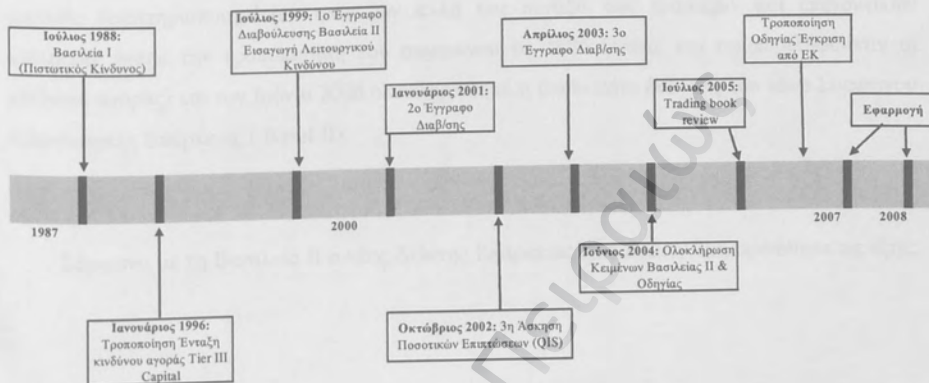 Ιούλιος 1988:
Βασιλεία Ι
(Πιστωτικός Κίνδυνος)
Ιούλιος 1999: 1ο Έγγραφο
Διαβούλευσης Βασιλεία ΙΙ
Εισαγωγή Λειτουργικού
Κινδύνου
Ιανουάριος 2001:
2ο Έγγραφο
Διαβ/σης
Απρίλιος 2003: 3ο
Έγγραφο Διαβ/σης
Ιούλιος 2005:
Trading book
review
Τροποποίηση
Οδηγίας Έγκριση
από ΕΚ
Εφαρμογή
1987
2000
2007
2008
Ιανουάριος 1996:
Τροποποίηση Ένταξη
κινδύνου αγοράς Tier III
Capital
Οκτώβριος 2002: 3η Άσκηση
Ποσοτικών Επιπτώσεων (QIS)
Ιούνιος 2004: Ολοκλήρωση
Κειμένων Βασιλείας ΙΙ &
Οδηγίας
Πειραιώς